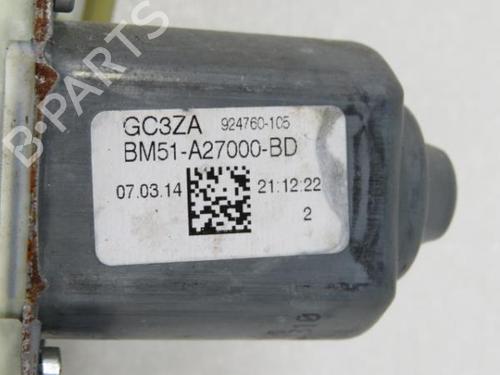 GC3ZA 924760-105
BM51-A27000-BD
07.03.14 21:12:22
2
B-PARTS